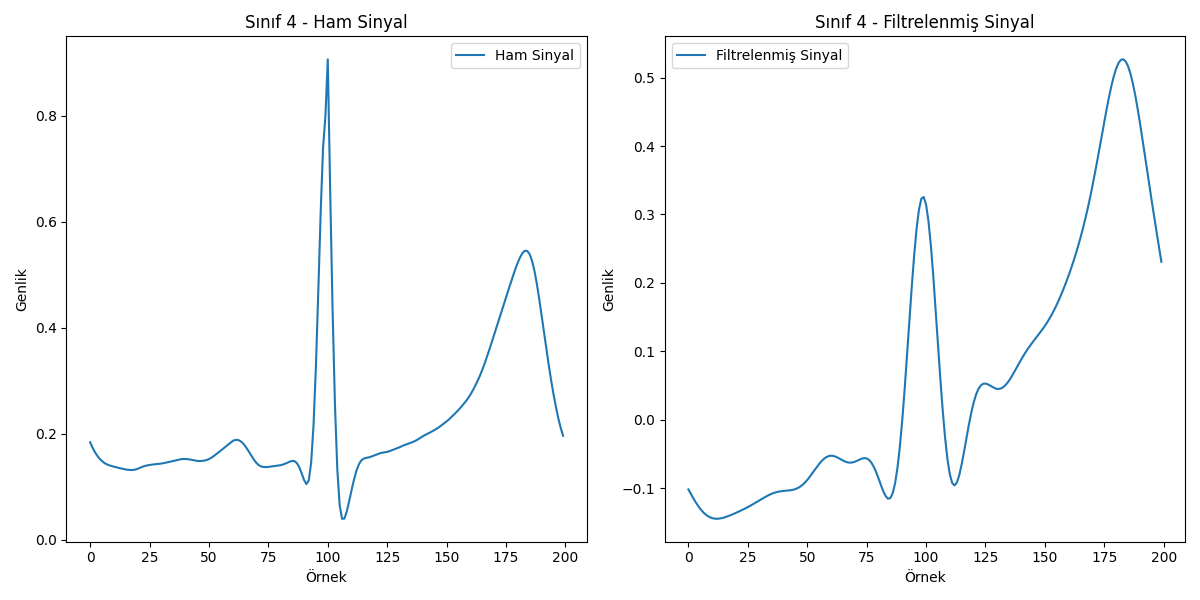 Sınıf 4 - Ham Sinyal
Ham Sinyal
0.8
0.6
0.4
0.2
0.0
Genlik
0 25 50 75 100 125 150 175 200
Örnek
Sınıf 4 - Filtrelenmiş Sinyal
Filtrelenmiş Sinyal
0.5
0.4
0.3
0.2
0.1
0.0
−0.1
Genlik
0 25 50 75 100 125 150 175 200
Örnek